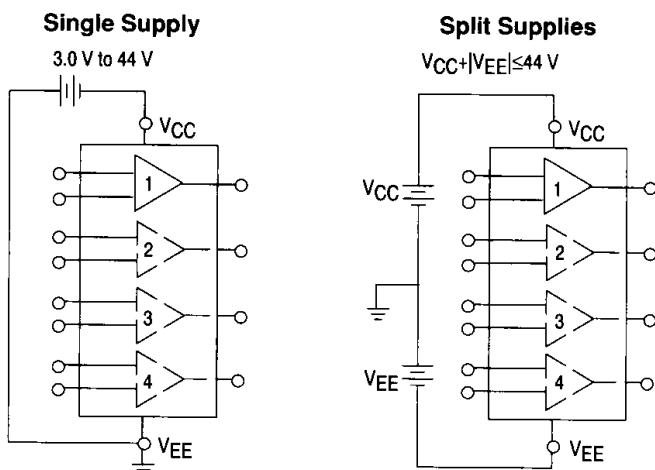 Single Supply
3.0 V to 44 V
VCC
1
2
3
4
VEE
Split Supplies
VCC+|VEE|≤44 V
VCC
VCC
1
2
3
4
VEE
VEE